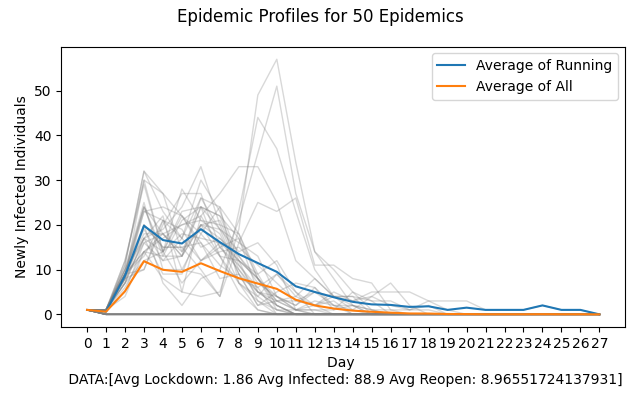 Epidemic Profiles for 50 Epidemics
Average of Running
Average of All
Newly Infected Individuals
50
40
30
20
10
0
0 1 2 3 4 5 6 7 8 9 10 11 12 13 14 15 16 17 18 19 20 21 22 23 24 25 26 27
Day
DATA:[Avg Lockdown: 1.86 Avg Infected: 88.9 Avg Reopen: 8.96551724137931]